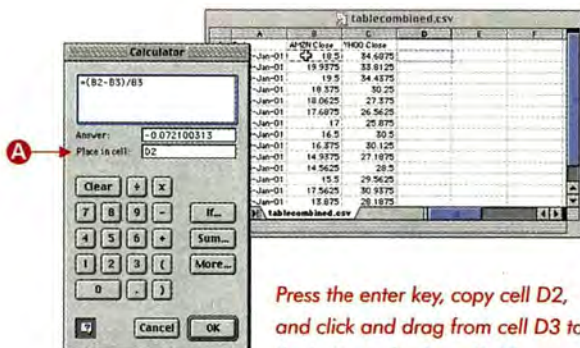 tablecombined.csv
Calculator
A B C D E F
AMZN Close YHOO Close
-Jan-01 18.5 34.6875
-Jan-01 19.9375 33.8125
-Jan-01 19.5 34.4375
-Jan-01 18.375 30.25
-Jan-01 18.0625 27.375
-Jan-01 17.6875 26.5625
-Jan-01 17 25.875
-Jan-01 16.5 30.5
-Jan-01 16.375 30.125
-Jan-01 14.9375 27.1875
-Jan-01 14.5625 28.5
-Jan-01 15.5 29.5625
-Jan-01 17.5625 30.9375
-Jan-01 13.875 28.1875
tablecombined.csv
=(B2-B3)/B3
Answer: -0.072100313
A
Place in cell: D2
Clear ÷ x
7 8 9 - If...
4 5 6 + Sum...
1 2 3 ( More...
0 . )
? Cancel OK
Press the enter key, copy cell D2,
and click and drag from cell D3 to